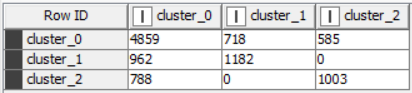 Row ID I cluster_0 I cluster_1 I cluster_2
cluster_0 4859 718 585
cluster_1 962 1182 0
cluster_2 788 0 1003